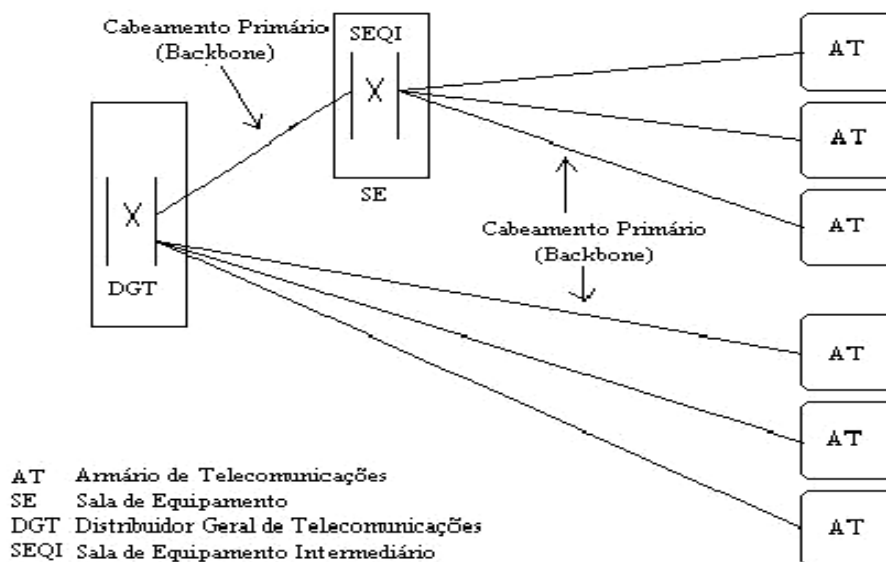 Cabeamento Primário
(Backbone)
SEQI
X
SE
AT
AT
AT
X
DGT
Cabeamento Primário
(Backbone)
AT
AT
AT
AT Armário de Telecomunicações
SE Sala de Equipamento
DGT Distribuidor Geral de Telecomunicações
SEQI Sala de Equipamento Intermediário